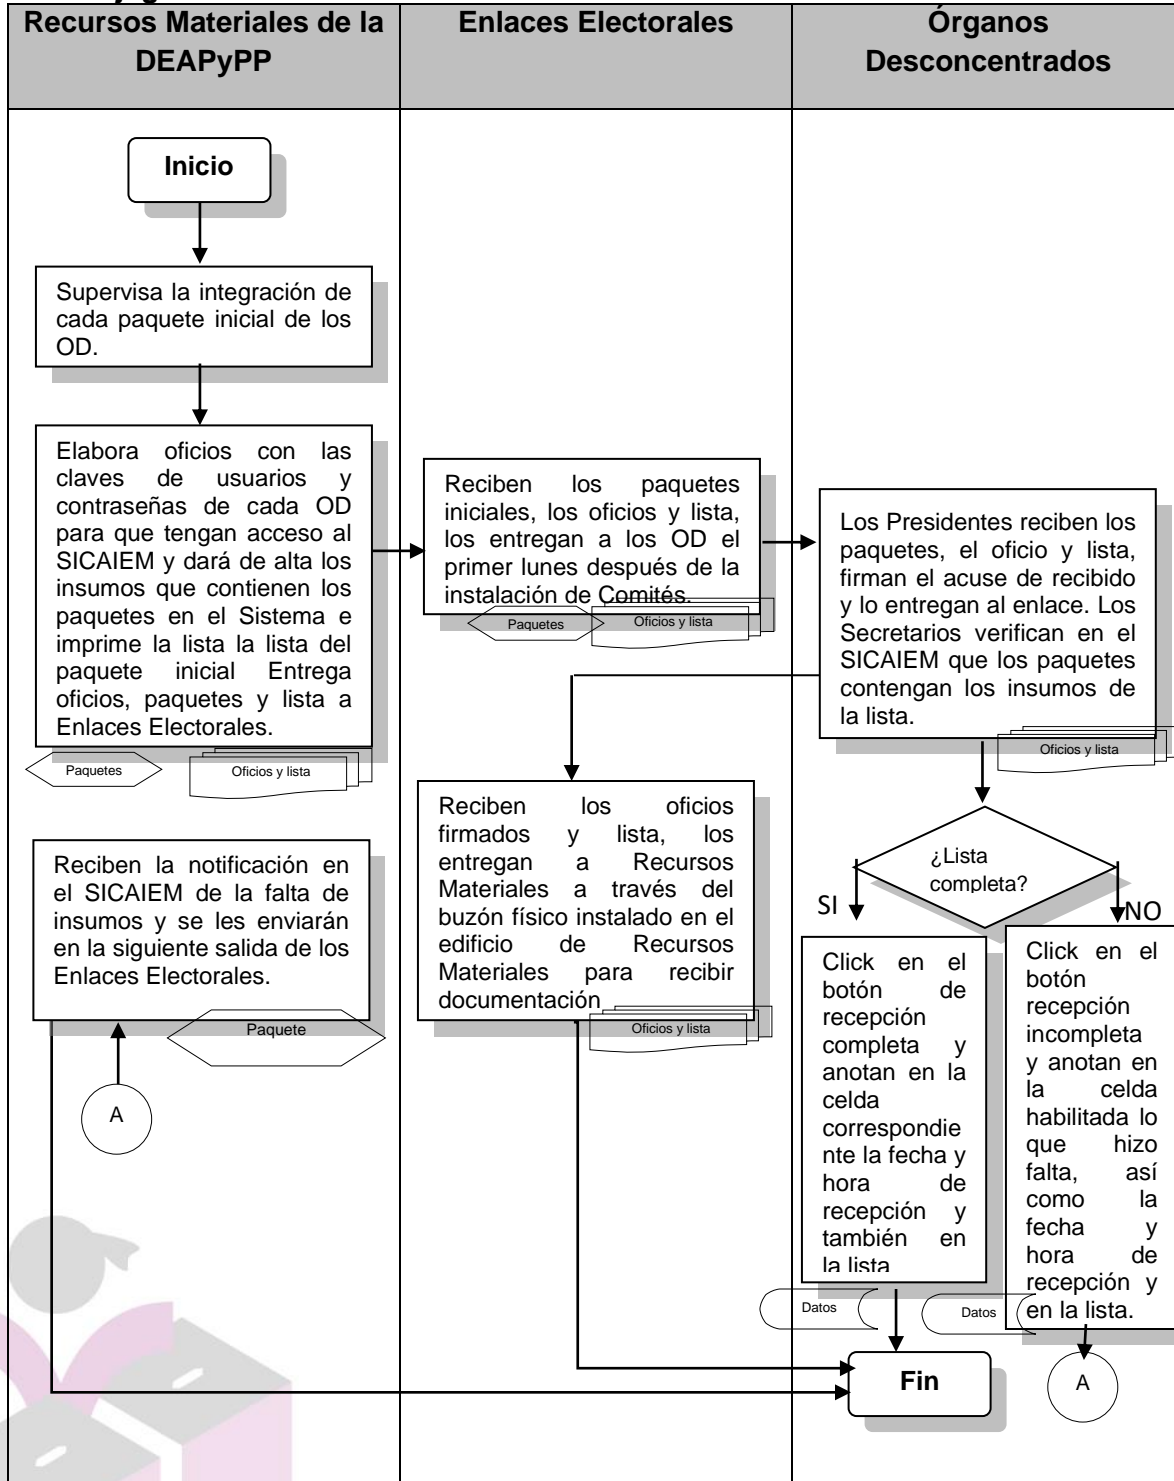 Recursos Materiales de la
DEAPyPP
Enlaces Electorales
Órganos
Desconcentrados
Inicio
Supervisa la integración de
cada paquete inicial de los
OD.
Elabora oficios con las
claves de usuarios y
contraseñas de cada OD
para que tengan acceso al
SICAIEM y dará de alta los
insumos que contienen los
paquetes en el Sistema e
imprime la lista la lista del
paquete inicial Entrega
oficios, paquetes y lista a
Enlaces Electorales.
Paquetes
Oficios y lista
Reciben los paquetes
iniciales, los oficios y lista,
los entregan a los OD el
primer lunes después de la
instalación de Comités.
Paquetes
Oficios y lista
Los Presidentes reciben los
paquetes, el oficio y lista,
firman el acuse de recibido
y lo entregan al enlace. Los
Secretarios verifican en el
SICAIEM que los paquetes
contengan los insumos de
la lista.
Oficios y lista
Reciben los oficios
firmados y lista, los
entregan a Recursos
Materiales a través del
buzón físico instalado en el
edificio de Recursos
Materiales para recibir
documentación
Oficios y lista
¿Lista
completa?
SI
NO
Reciben la notificación en
el SICAIEM de la falta de
insumos y se les enviarán
en la siguiente salida de los
Enlaces Electorales.
Paquete
A
Click en el
botón de
recepción
completa y
anotan en la
celda
correspondie
nte la fecha y
hora de
recepción y
también en
la lista
Datos
Click en el
botón
recepción
incompleta
y anotan en
la celda
habilitada lo
que hizo
falta, así
como la
fecha y
hora de
recepción y
en la lista.
Datos
Fin
A